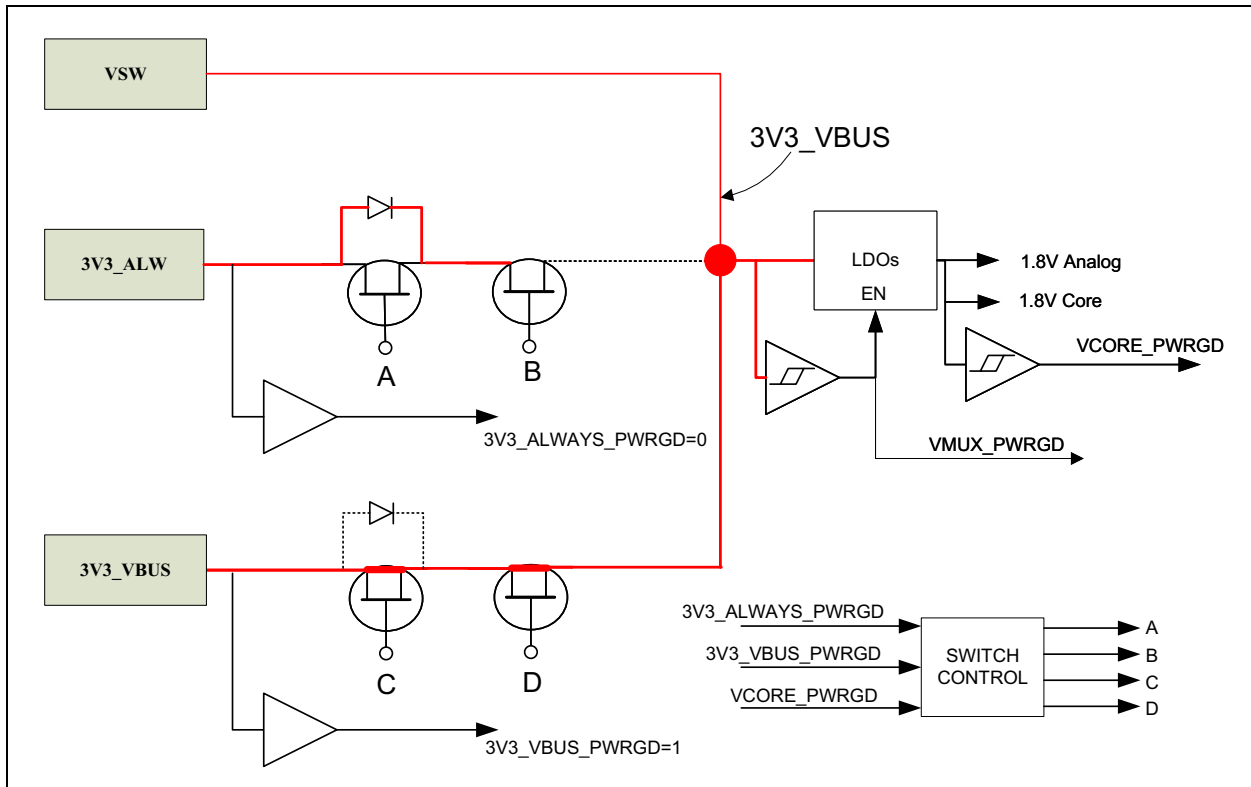 VSW
3V3_VBUS
3V3_ALW
LDOs
EN
1.8V Analog
1.8V Core
A
B
VCORE_PWRGD
3V3_ALWAYS_PWRGD=0
VMUX_PWRGD
3V3_VBUS
C
D
3V3_VBUS_PWRGD=1
3V3_ALWAYS_PWRGD
3V3_VBUS_PWRGD
VCORE_PWRGD
SWITCH
CONTROL
A
B
C
D